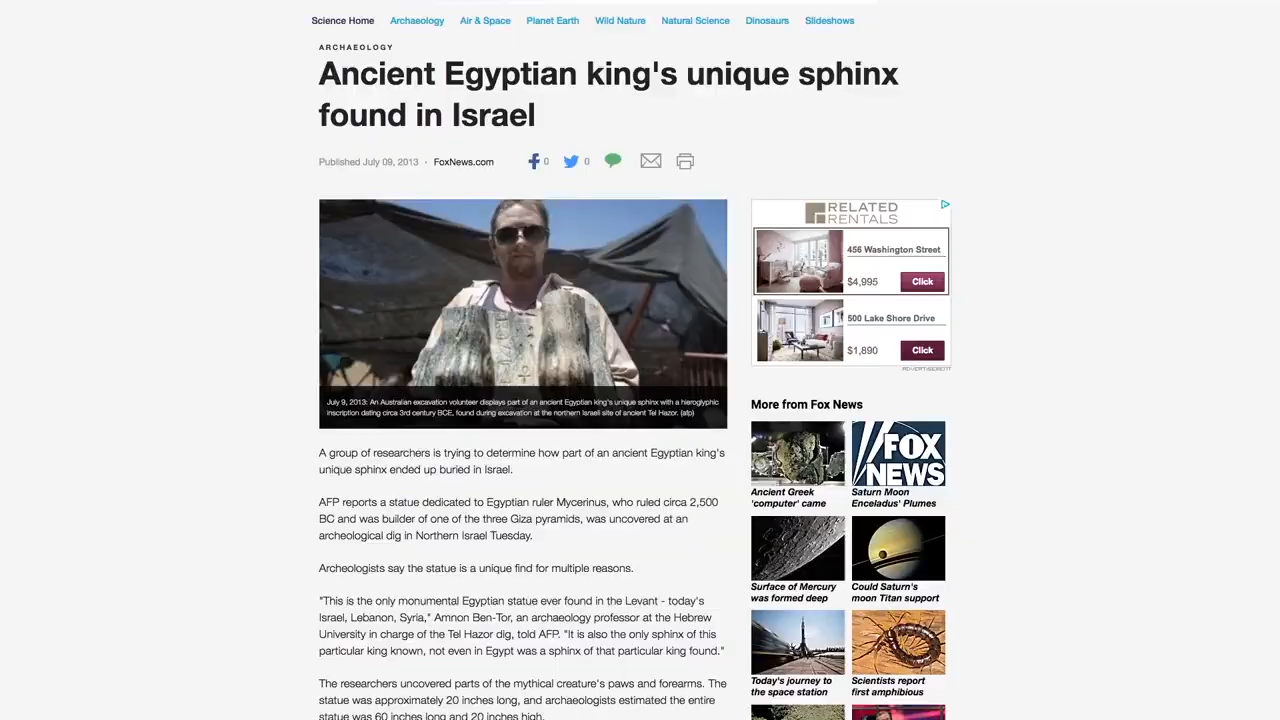 Science Home Archaeology Air & Space Planet Earth Wild Nature Natural Science Dinosaurs Slideshows
ARCHAEOLOGY
Ancient Egyptian king's unique sphinx
found in Israel
Published July 09, 2013 · FoxNews.com 0 0
July 9, 2013: An Australian excavation volunteer displays part of an ancient Egyptian king's unique sphinx with a hieroglyphic
inscription dating circa 3rd century BCE, found during excavation at the northern Israeli site of ancient Tel Hazor. (afp)
A group of researchers is trying to determine how part of an ancient Egyptian king's
unique sphinx ended up buried in Israel.
AFP reports a statue dedicated to Egyptian ruler Mycerinus, who ruled circa 2,500
BC and was builder of one of the three Giza pyramids, was uncovered at an
archeological dig in Northern Israel Tuesday.
Archeologists say the statue is a unique find for multiple reasons.
"This is the only monumental Egyptian statue ever found in the Levant - today's
Israel, Lebanon, Syria," Amnon Ben-Tor, an archaeology professor at the Hebrew
University in charge of the Tel Hazor dig, told AFP. "It is also the only sphinx of this
particular king known, not even in Egypt was a sphinx of that particular king found."
The researchers uncovered parts of the mythical creature's paws and forearms. The
statue was approximately 20 inches long, and archaeologists estimated the entire
statue was 60 inches long and 20 inches high.
RELATED
RENTALS
456 Washington Street
$4,995 Click
500 Lake Shore Drive
$1,890 Click
ADVERTISEMENT
More from Fox News
FOX
NEWS
Ancient Greek
'computer' came
Saturn Moon
Enceladus' Plumes
Surface of Mercury
was formed deep
Could Saturn's
moon Titan support
Today's journey to
the space station
Scientists report
first amphibious